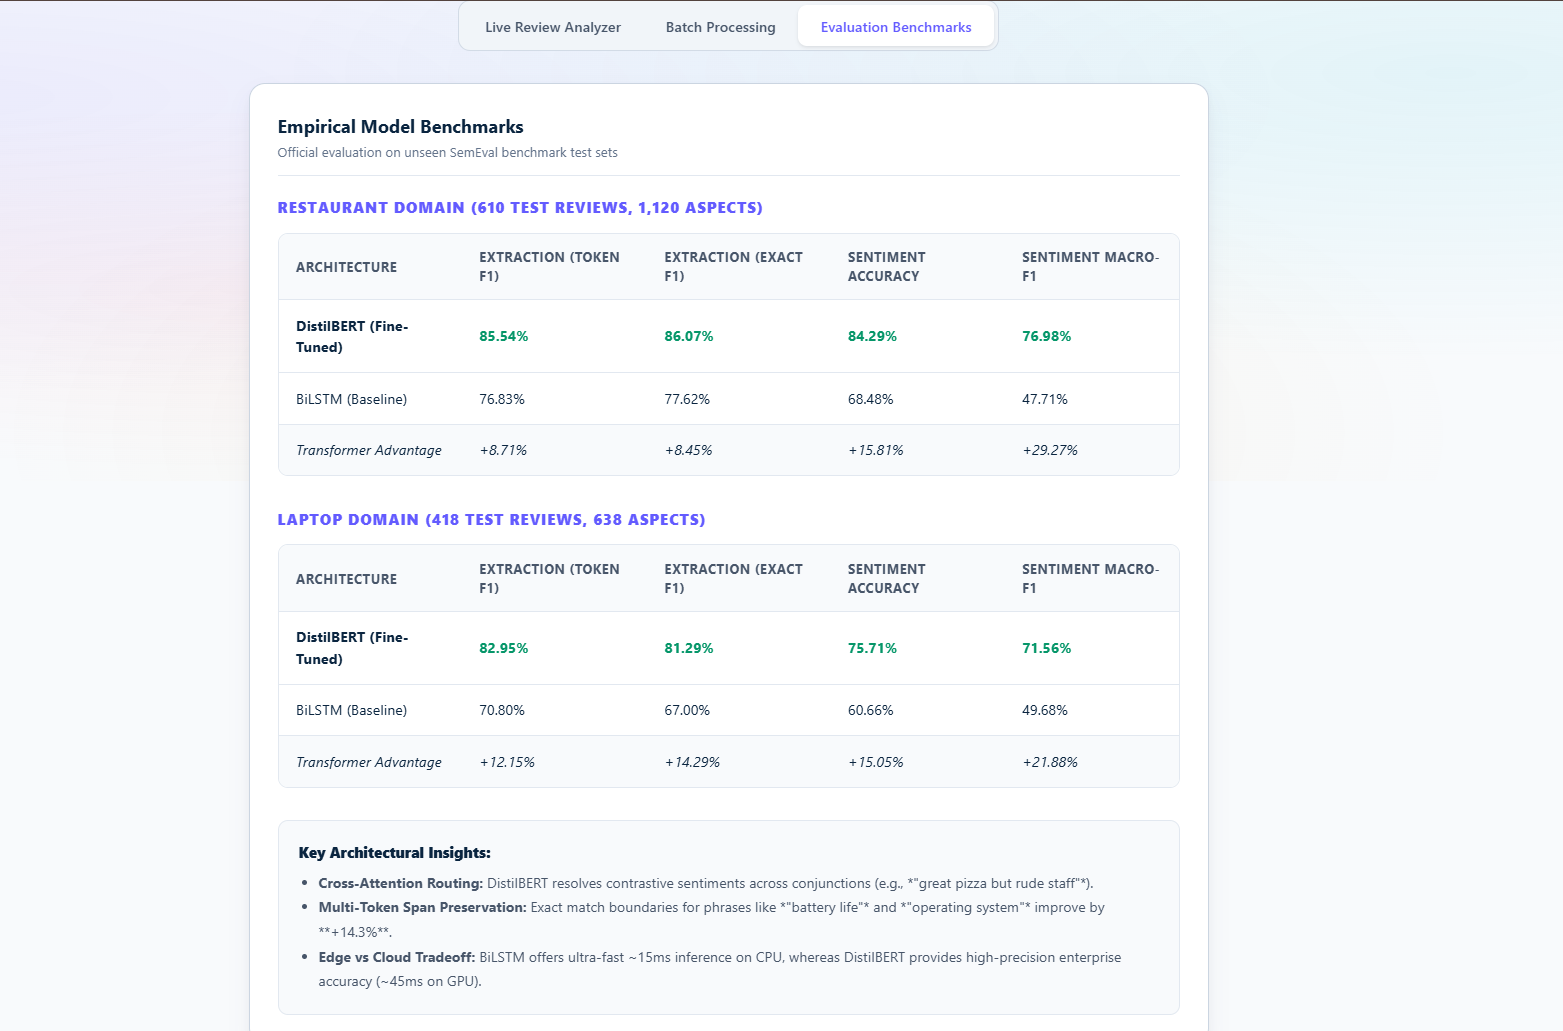 Live Review Analyzer
Batch Processing
Evaluation Benchmarks
Empirical Model Benchmarks
Official evaluation on unseen SemEval benchmark test sets
RESTAURANT DOMAIN (610 TEST REVIEWS, 1,120 ASPECTS)
ARCHITECTURE
EXTRACTION (TOKEN
F1)
EXTRACTION (EXACT
F1)
SENTIMENT
ACCURACY
SENTIMENT MACRO-
F1
DistilBERT (Fine-
Tuned)
85.54%
86.07%
84.29%
76.98%
BiLSTM (Baseline)
76.83%
77.62%
68.48%
47.71%
Transformer Advantage
+8.71%
+8.45%
+15.81%
+29.27%
LAPTOP DOMAIN (418 TEST REVIEWS, 638 ASPECTS)
ARCHITECTURE
EXTRACTION (TOKEN
F1)
EXTRACTION (EXACT
F1)
SENTIMENT
ACCURACY
SENTIMENT MACRO-
F1
DistilBERT (Fine-
Tuned)
82.95%
81.29%
75.71%
71.56%
BiLSTM (Baseline)
70.80%
67.00%
60.66%
49.68%
Transformer Advantage
+12.15%
+14.29%
+15.05%
+21.88%
Key Architectural Insights:
• Cross-Attention Routing: DistilBERT resolves contrastive sentiments across conjunctions (e.g., *"great pizza but rude staff"*).
• Multi-Token Span Preservation: Exact match boundaries for phrases like *"battery life"* and *"operating system"* improve by
**+14.3%**.
• Edge vs Cloud Tradeoff: BiLSTM offers ultra-fast ~15ms inference on CPU, whereas DistilBERT provides high-precision enterprise
accuracy (~45ms on GPU).